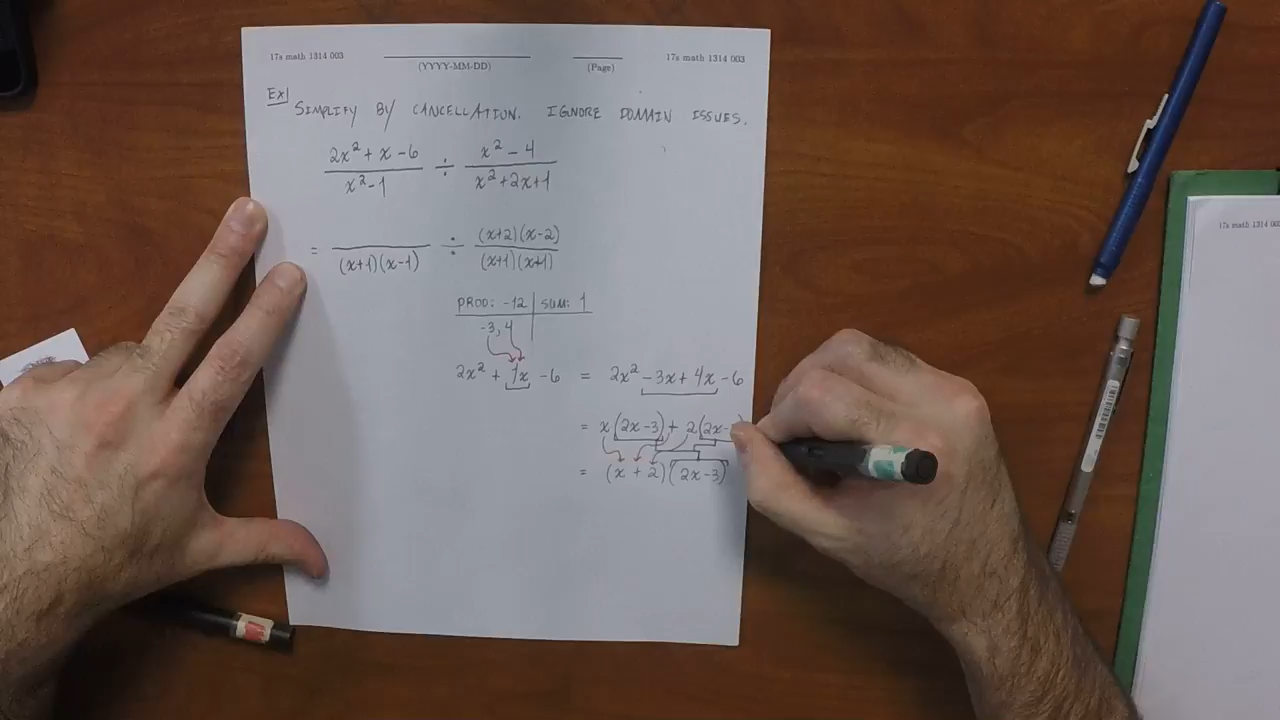 17s math 1314 003 (YYYY-MM-DD) (Page) 17s math 1314 003
Ex1 SIMPLIFY BY CANCELLATION. IGNORE DOMAIN ISSUES.
2x² + x - 6 x² - 4
÷
x² - 1 x² + 2x + 1
(x+2)(x-2)
= ÷
(x+1)(x-1) (x+1)(x+1)
PROD: -12 SUM: 1
-3, 4
2x² + 1x - 6 = 2x² - 3x + 4x - 6
= x(2x - 3) + 2(2x -
= (x + 2)(2x - 3)
17s math 1314 00